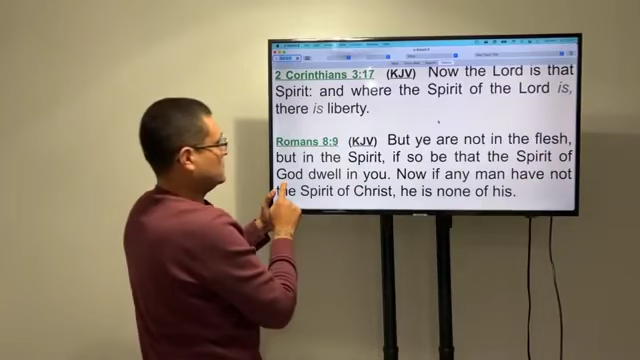 2 Corinthians 3:17 (KJV) Now the Lord is that
Spirit: and where the Spirit of the Lord is,
there is liberty.
Romans 8:9 (KJV) But ye are not in the flesh,
but in the Spirit, if so be that the Spirit of
God dwell in you. Now if any man have not
the Spirit of Christ, he is none of his.